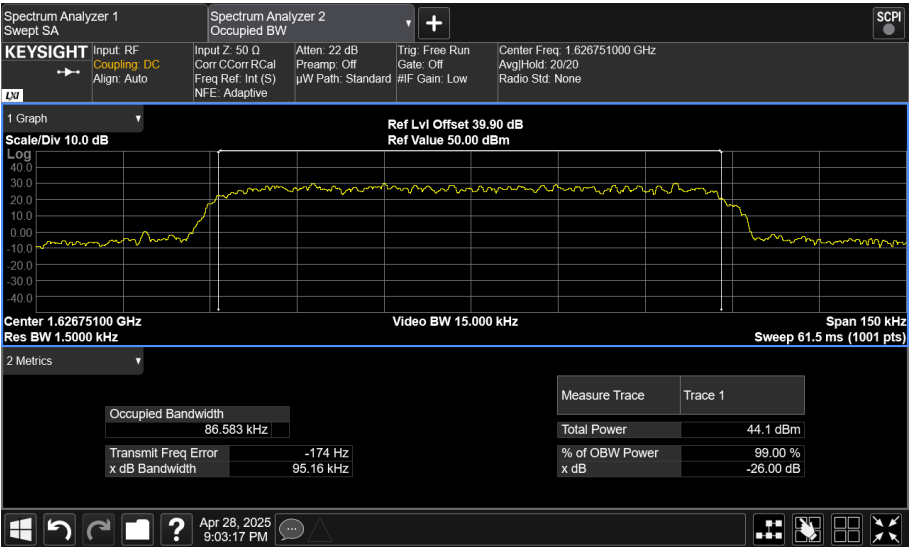 Spectrum Analyzer 1
Swept SA
Spectrum Analyzer 2
Occupied BW
▼
+
SCPI
KEYSIGHT
LXI
Input: RF
Coupling: DC
Align: Auto
Input Z: 50 Ω
Corr CCorr RCal
Freq Ref: Int (S)
NFE: Adaptive
Atten: 22 dB
Preamp: Off
µW Path: Standard
Trig: Free Run
Gate: Off
#IF Gain: Low
Center Freq: 1.626751000 GHz
Avg|Hold: 20/20
Radio Std: None
1 Graph ▼
Scale/Div 10.0 dB
Ref Lvl Offset 39.90 dB
Ref Value 50.00 dBm
Log
40.0
30.0
20.0
10.0
0.00
-10.0
-20.0
-30.0
-40.0
Center 1.62675100 GHz
Res BW 1.5000 kHz
Video BW 15.000 kHz
Span 150 kHz
Sweep 61.5 ms (1001 pts)
2 Metrics ▼
Occupied Bandwidth
86.583 kHz
Transmit Freq Error -174 Hz
x dB Bandwidth 95.16 kHz
Measure Trace Trace 1
Total Power 44.1 dBm
% of OBW Power 99.00 %
x dB -26.00 dB
?
Apr 28, 2025
9:03:17 PM